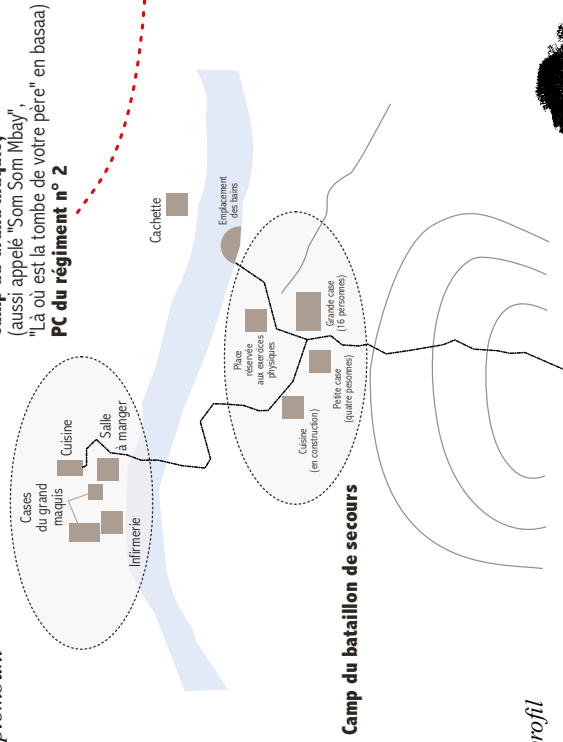 (aussi appelé "Som Som Mbay",
"Là où est la tombe de votre père" en basaa)
PC du régiment n° 2
Cachette
Emplacement
des bains
Cuisine
Salle
à manger
Cases
du grand
maquis
Infirmerie
Place
réservée
aux exercices
physiques
Grande case
(16 personnes)
Petite case
(quatre pesonnes)
Cuisine
(en construction)
Camp du bataillon de secours